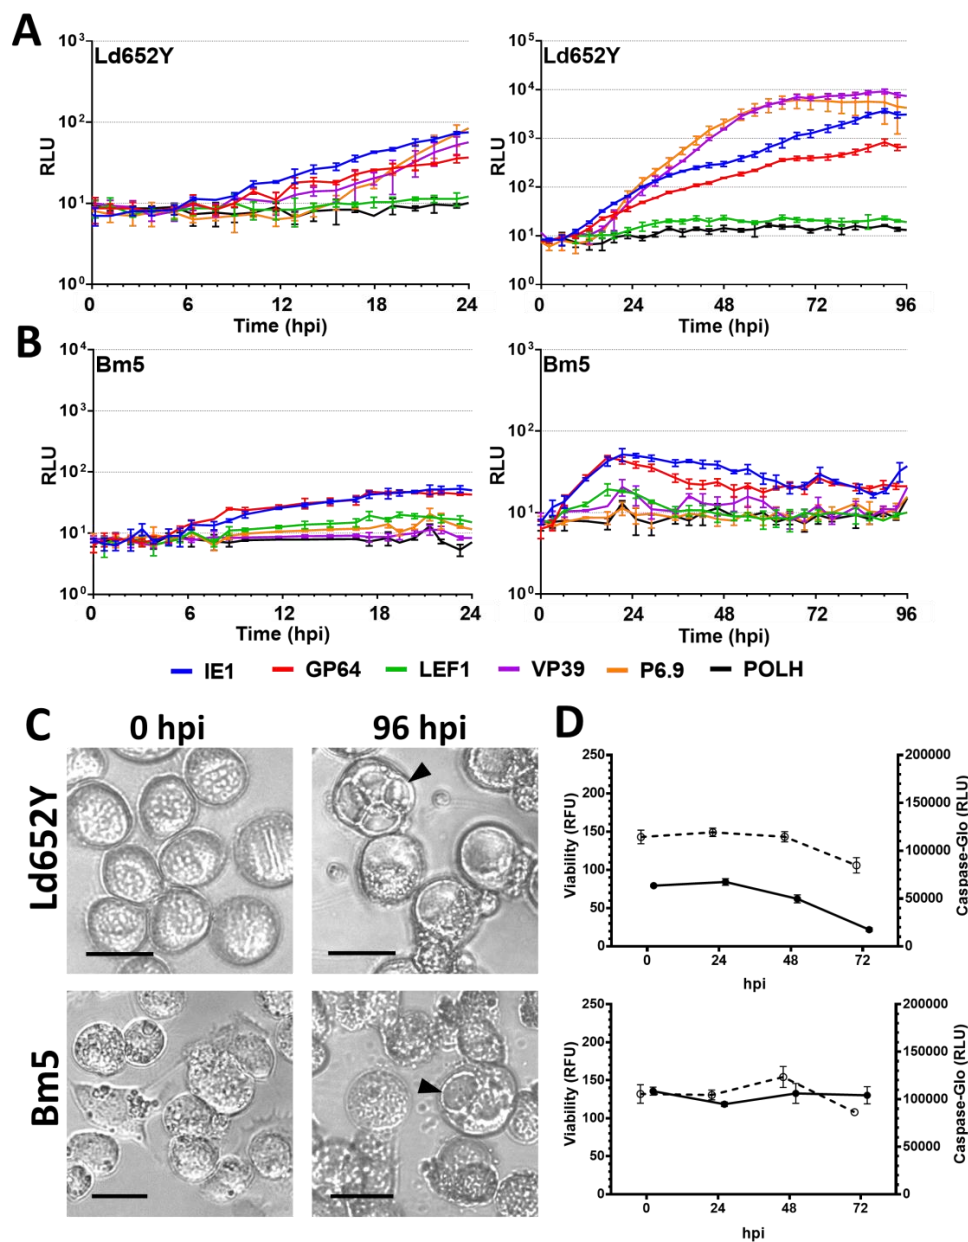 A
Ld652Y
RLU
10³
10²
10¹
10⁰
0 6 12 18 24
Time (hpi)
Ld652Y
RLU
10⁵
10⁴
10³
10²
10¹
10⁰
0 24 48 72 96
Time (hpi)
B
Bm5
RLU
10⁴
10³
10²
10¹
10⁰
0 6 12 18 24
Time (hpi)
Bm5
RLU
10³
10²
10¹
10⁰
0 24 48 72 96
Time (hpi)
IE1 GP64 LEF1 VP39 P6.9 POLH
C
0 hpi 96 hpi
Ld652Y
Bm5
D
Viability (RFU)
250
200
150
100
50
0
0 24 48 72
hpi
200000
150000
100000
50000
0
Caspase-Glo (RLU)
Viability (RFU)
250
200
150
100
50
0
0 24 48 72
hpi
200000
150000
100000
50000
0
Caspase-Glo (RLU)